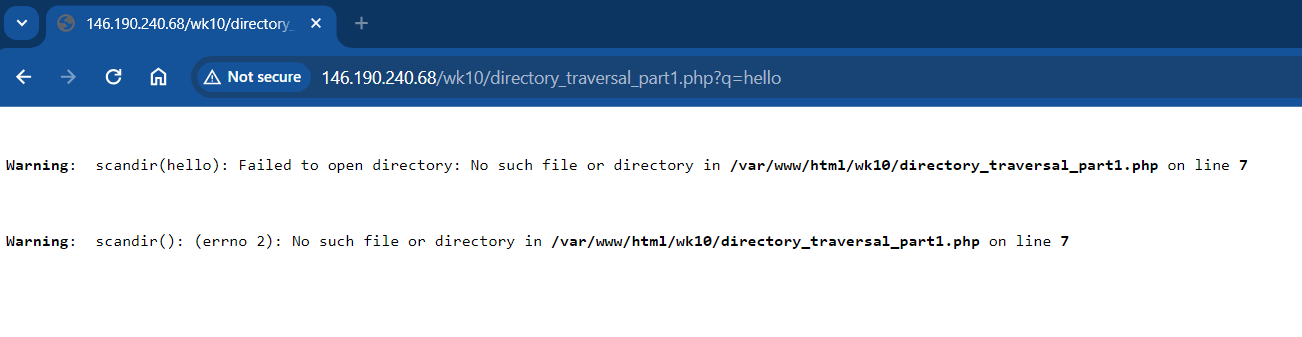 146.190.240.68/wk10/directory_
Not secure
146.190.240.68/wk10/directory_traversal_part1.php?q=hello
Warning: scandir(hello): Failed to open directory: No such file or directory in /var/www/html/wk10/directory_traversal_part1.php on line 7
Warning: scandir(): (errno 2): No such file or directory in /var/www/html/wk10/directory_traversal_part1.php on line 7